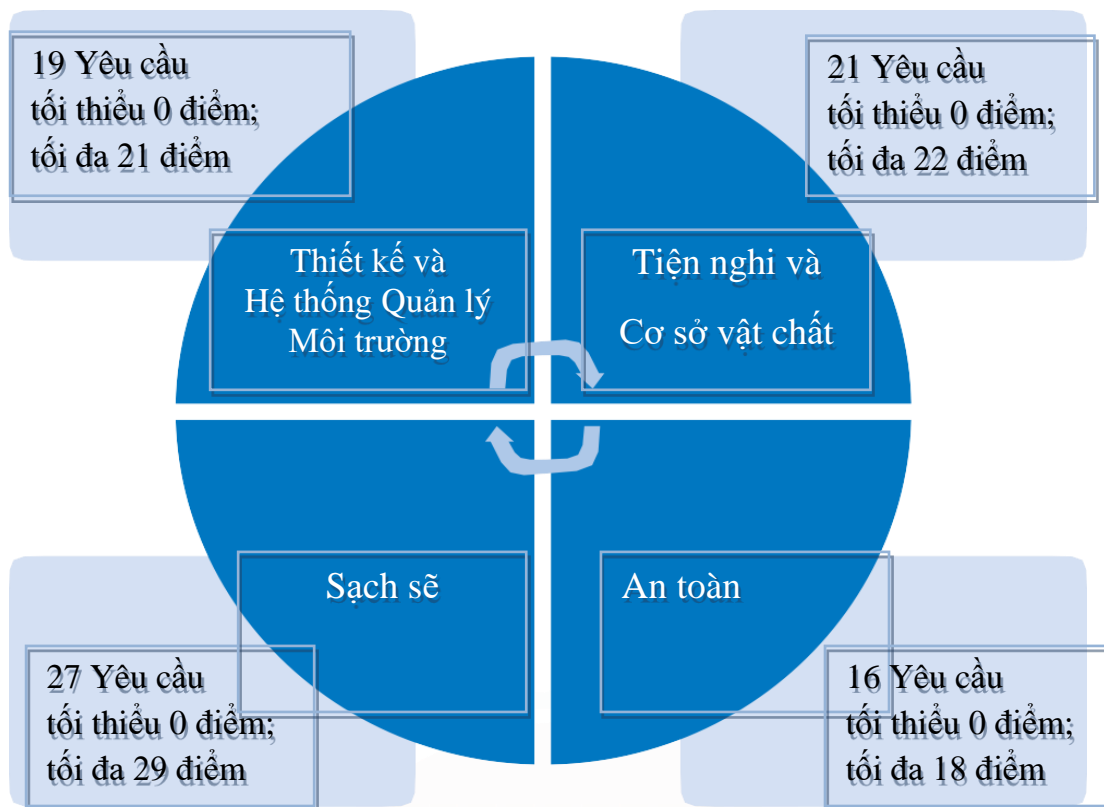 19 Yêu cầu
tối thiểu 0 điểm;
tối đa 21 điểm
21 Yêu cầu
tối thiểu 0 điểm;
tối đa 22 điểm
Thiết kế và
Hệ thống Quản lý
Môi trường
Tiện nghi và
Cơ sở vật chất
Sạch sẽ
An toàn
27 Yêu cầu
tối thiểu 0 điểm;
tối đa 29 điểm
16 Yêu cầu
tối thiểu 0 điểm;
tối đa 18 điểm